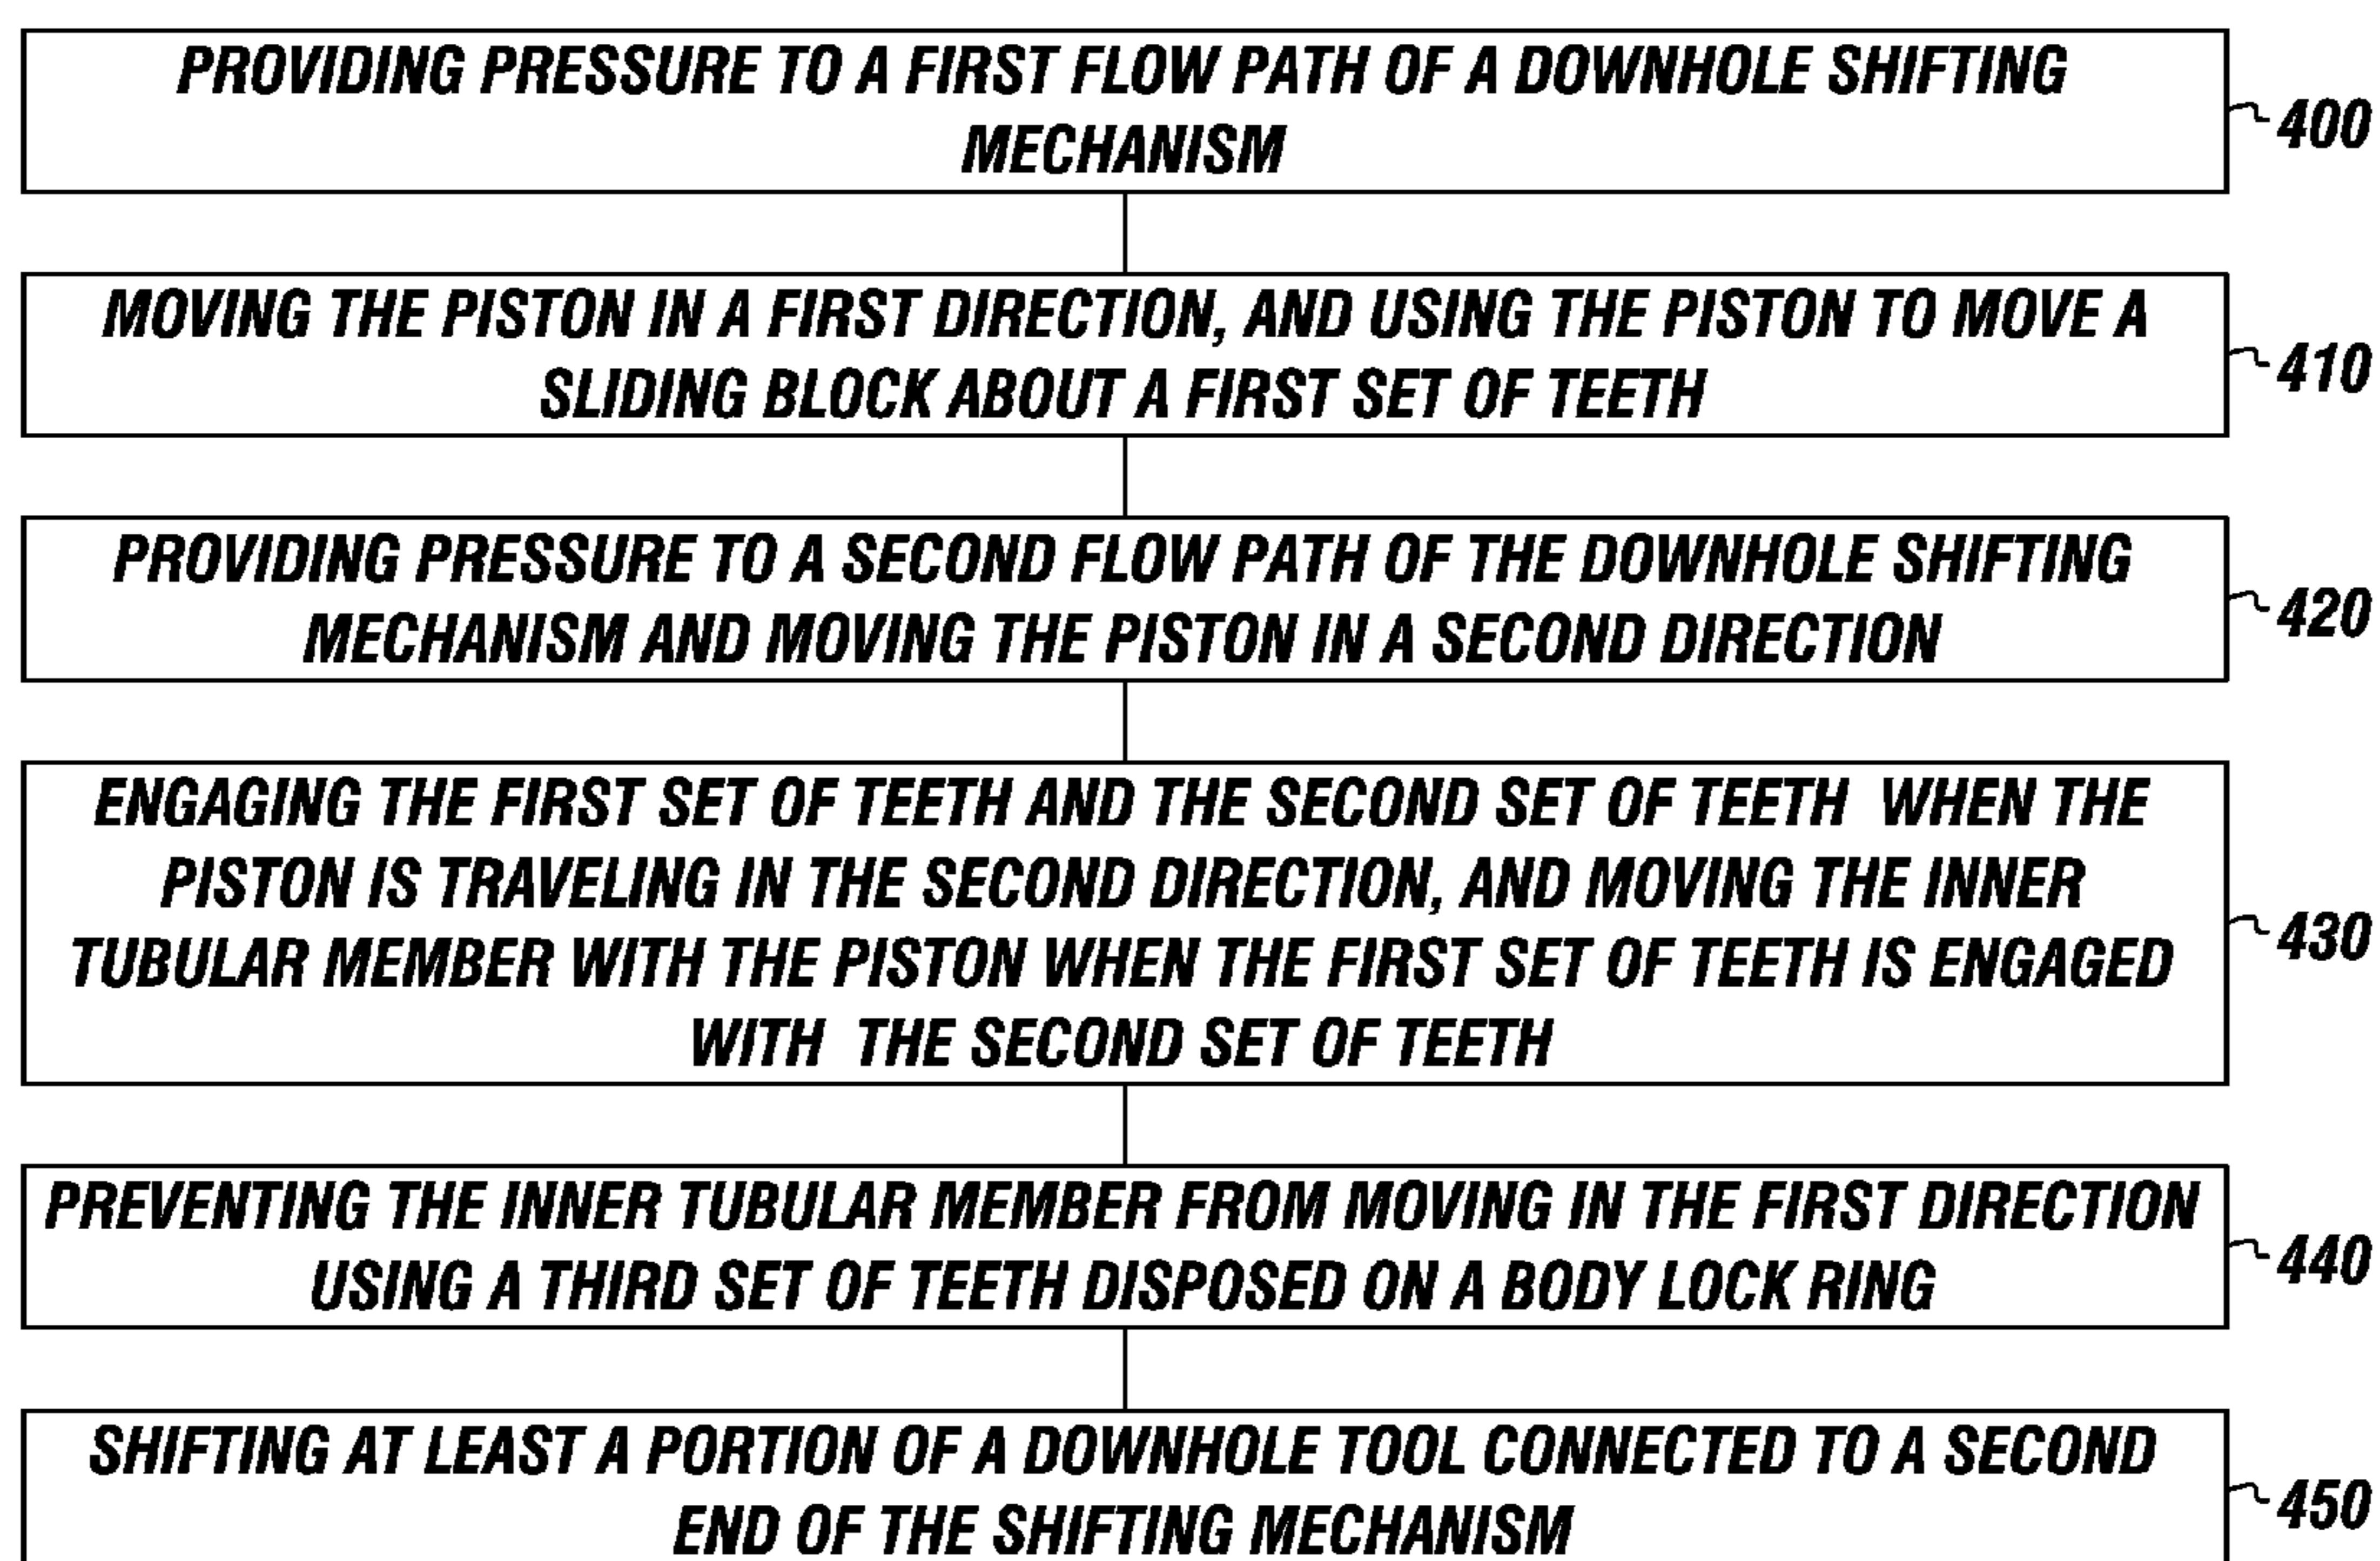 PROVIDING PRESSURE TO A FIRST FLOW PATH OF A DOWNHOLE SHIFTING
MECHANISM
400
MOVING THE PISTON IN A FIRST DIRECTION, AND USING THE PISTON TO MOVE A
SLIDING BLOCK ABOUT A FIRST SET OF TEETH
410
PROVIDING PRESSURE TO A SECOND FLOW PATH OF THE DOWNHOLE SHIFTING
MECHANISM AND MOVING THE PISTON IN A SECOND DIRECTION
420
ENGAGING THE FIRST SET OF TEETH AND THE SECOND SET OF TEETH WHEN THE
PISTON IS TRAVELING IN THE SECOND DIRECTION, AND MOVING THE INNER
TUBULAR MEMBER WITH THE PISTON WHEN THE FIRST SET OF TEETH IS ENGAGED
WITH THE SECOND SET OF TEETH
430
PREVENTING THE INNER TUBULAR MEMBER FROM MOVING IN THE FIRST DIRECTION
USING A THIRD SET OF TEETH DISPOSED ON A BODY LOCK RING
440
SHIFTING AT LEAST A PORTION OF A DOWNHOLE TOOL CONNECTED TO A SECOND
END OF THE SHIFTING MECHANISM
450